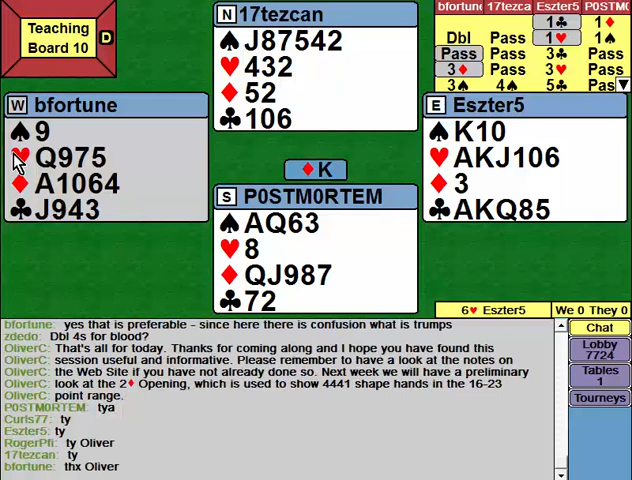 Teaching
Board 10
D
N 17tezcan
♠ J87542
♥ 432
♦ 52
♣ 106
bfortune 17tezca Eszter5 P0STM0
1♣ 1♦
Dbl Pass 1♥ 1♠
Pass Pass 3♣ Pass
3♦ Pass 3♥ Pass
3♠ 4♠ 5♣ Pass
W bfortune
♠ 9
♥ Q975
♦ A1064
♣ J943
♦ K
E Eszter5
♠ K10
♥ AKJ106
♦ 3
♣ AKQ85
S P0STM0RTEM
♠ AQ63
♥ 8
♦ QJ987
♣ 72
6♥ Eszter5 We 0 They 0
bfortune: yes that is preferable - since here there is confusion what is trumps
zdedo: Dbl 4s for blood?
OliverC: That's all for today. Thanks for coming along and I hope you have found this
OliverC: session useful and informative. Please remember to have a look at the notes on
OliverC: the Web Site if you have not already done so. Next week we will have a preliminary
OliverC: look at the 2♦ Opening, which is used to show 4441 shape hands in the 16-23
OliverC: point range.
P0STM0RTEM: tya
Curls77: ty
Eszter5: ty
RogerPfi: ty Oliver
17tezcan: ty
bfortune: thx Oliver
Chat
Lobby
7724
Tables
1
Tourneys